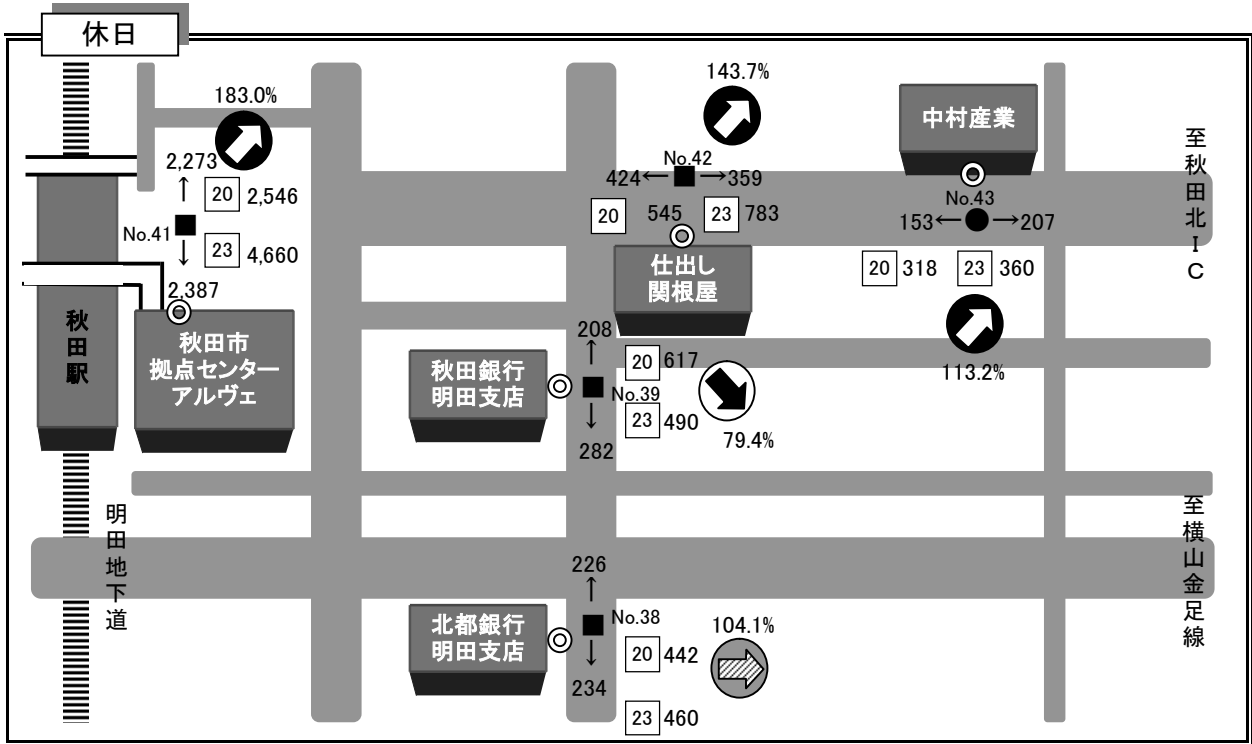 休日
183.0%
2,273
20 2,546
No.41
23 4,660
2,387
秋田駅
秋田市
拠点センター
アルヴェ
143.7%
No.42
424←→359
20 545 23 783
仕出し
関根屋
中村産業
No.43
153←→207
20 318 23 360
113.2%
至秋田北IC
208
20 617
秋田銀行
明田支店
No.39
23 490
282
79.4%
明田地下道
至横山金足線
226
北都銀行
明田支店
No.38
104.1%
20 442
234
23 460